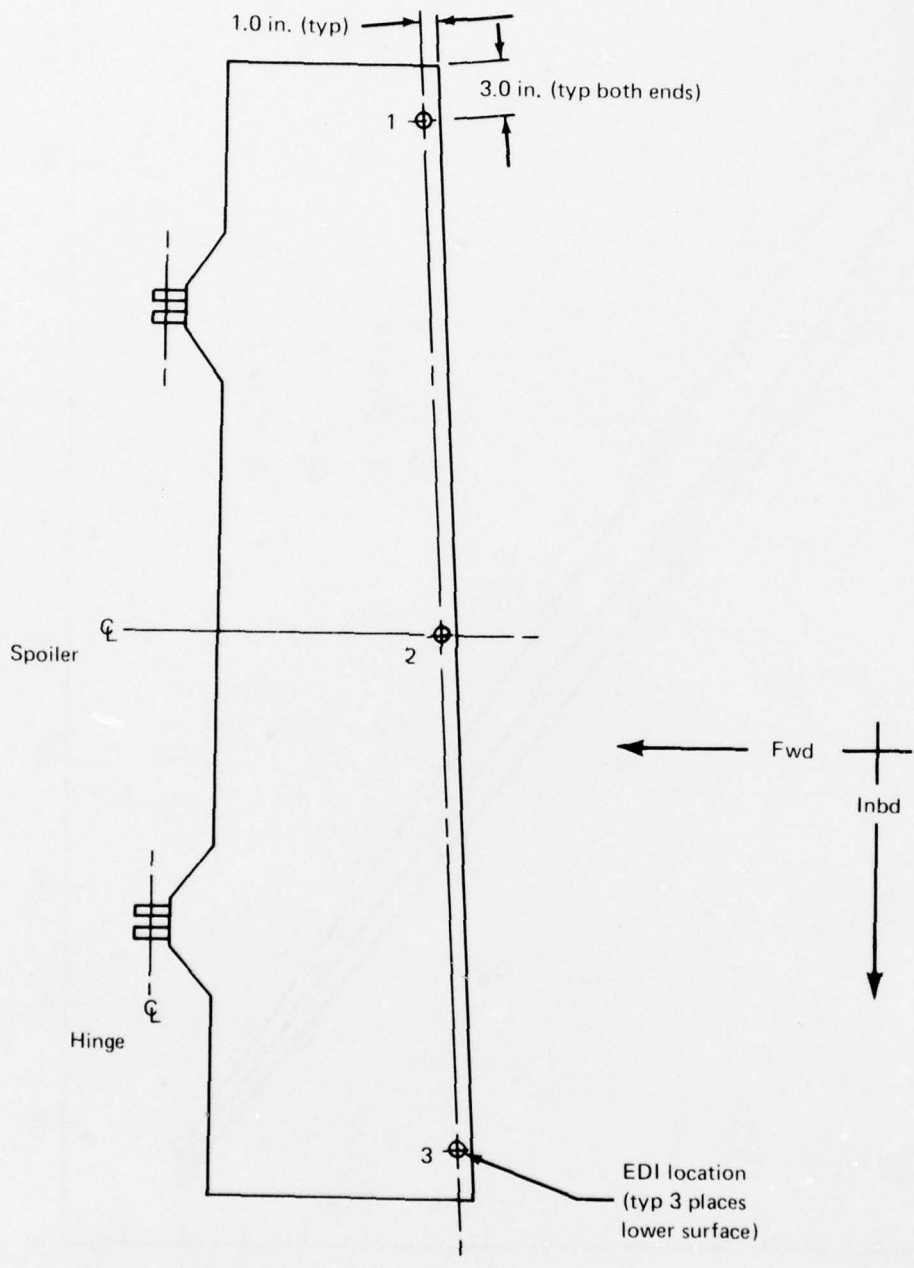 1.0 in. (typ)
3.0 in. (typ both ends)
1
℄
Spoiler
2
Fwd
Inbd
℄
Hinge
3
EDI location
(typ 3 places
lower surface)